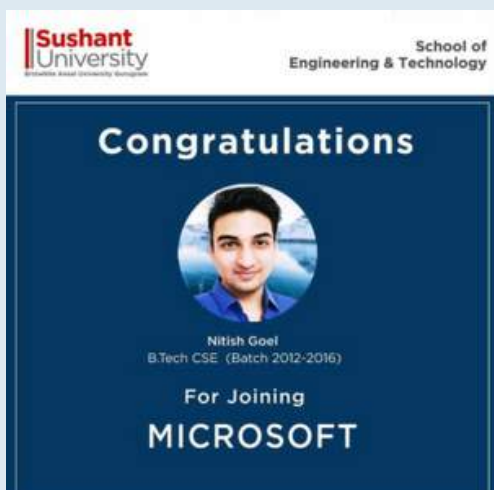 Sushant
University
School of
Engineering & Technology
Congratulations
Nitish Goel
B.Tech CSE (Batch 2012-2016)
For Joining
MICROSOFT